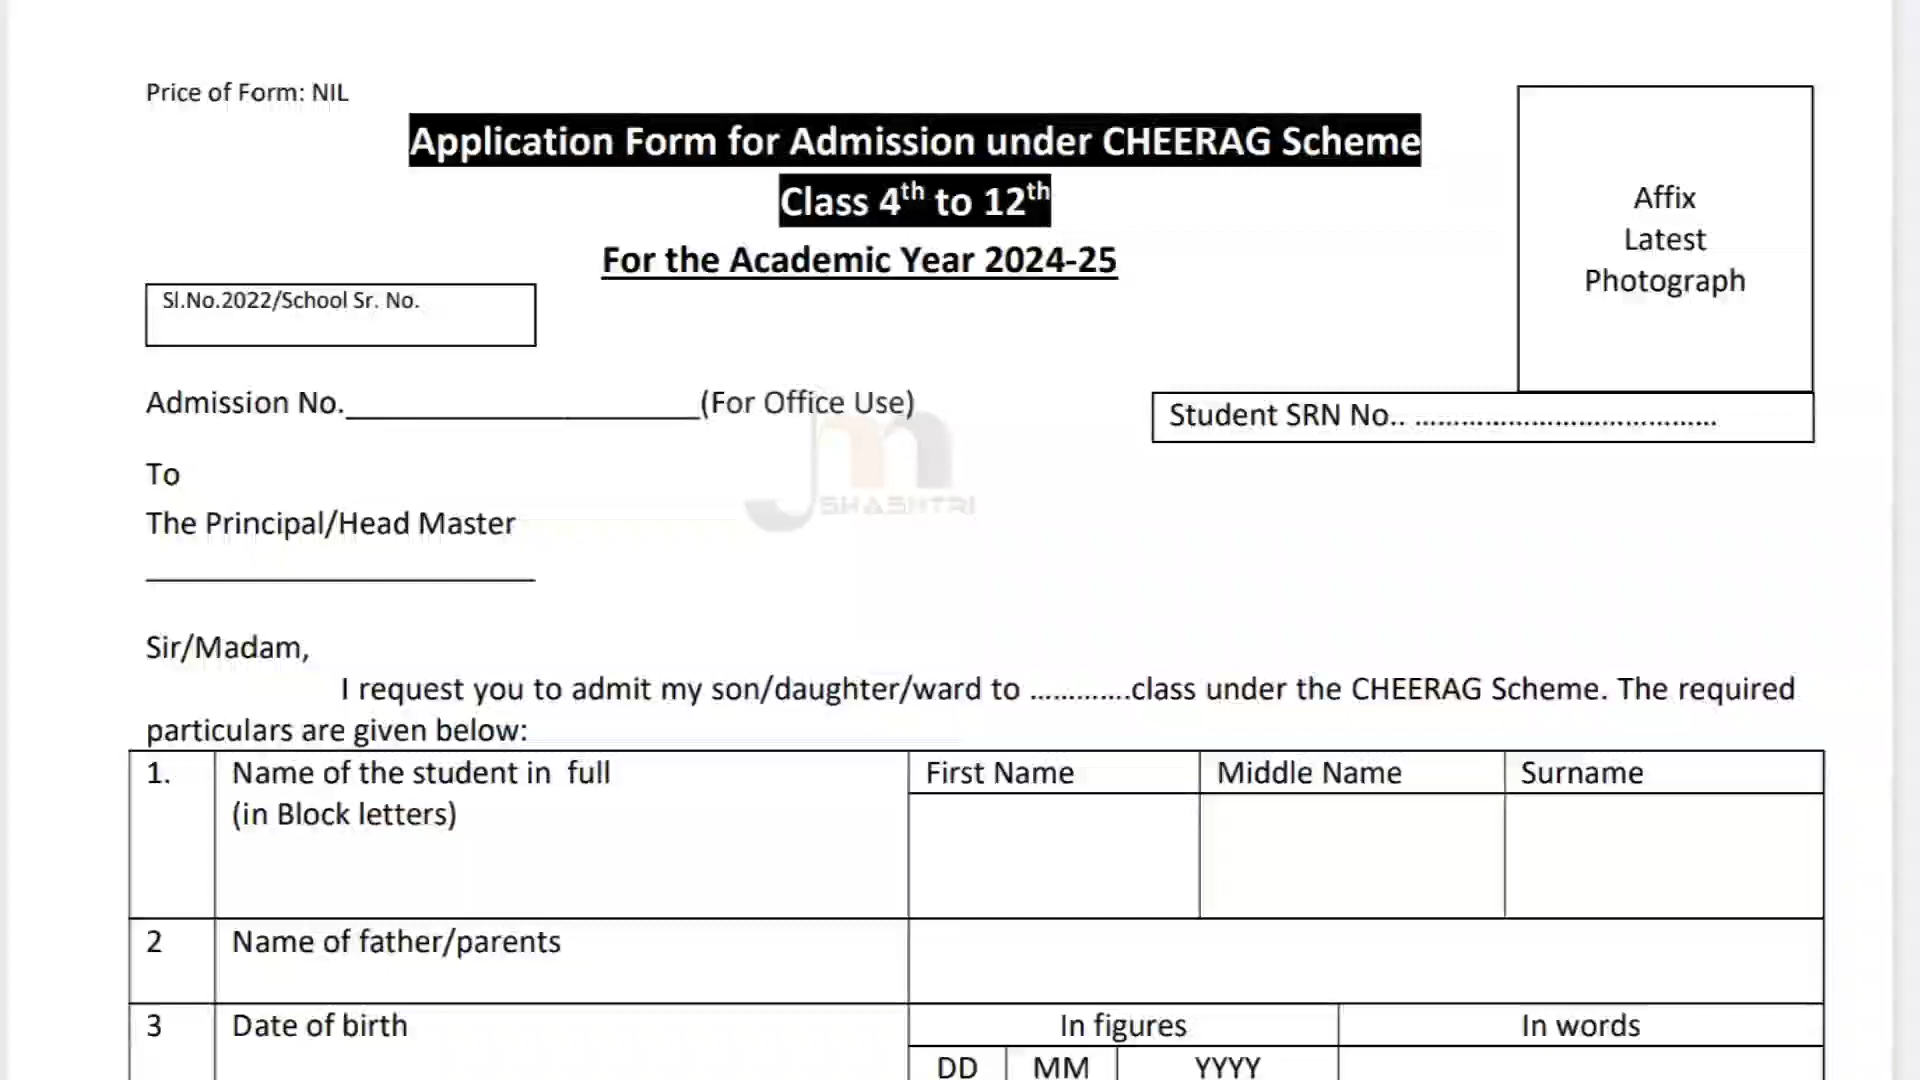 Price of Form: NIL
Application Form for Admission under CHEERAG Scheme
Class 4th to 12th
For the Academic Year 2024-25
Affix
Latest
Photograph
Sl.No.2022/School Sr. No.
Admission No.______________________(For Office Use)
Student SRN No.. ………………………………….
To
The Principal/Head Master
________________________
Jm
SHASHTRI
Sir/Madam,
I request you to admit my son/daughter/ward to ………….class under the CHEERAG Scheme. The required
particulars are given below:
1. Name of the student in full First Name Middle Name Surname
(in Block letters)
2 Name of father/parents
3 Date of birth In figures In words
DD MM YYYY